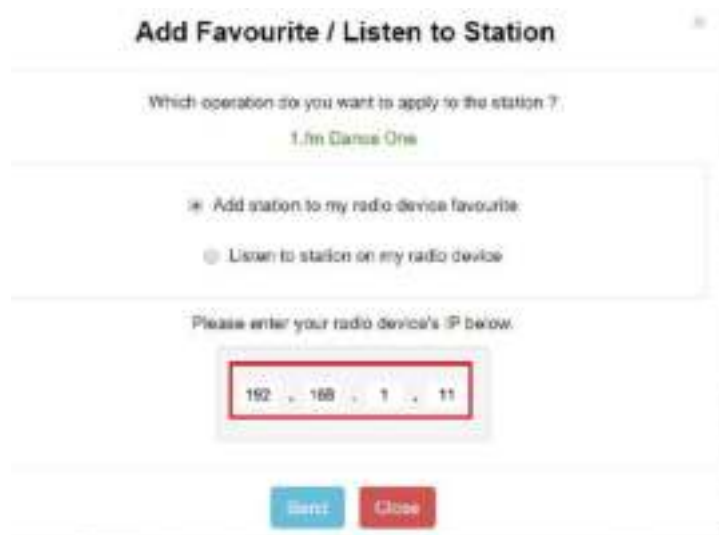 Add Favourite / Listen to Station
×
Which operation do you want to apply to the station ?
1.fm Dance One
Add station to my radio device favourite
Listen to station on my radio device
Please enter your radio device's IP below.
192 . 168 . 1 . 11
Send Close